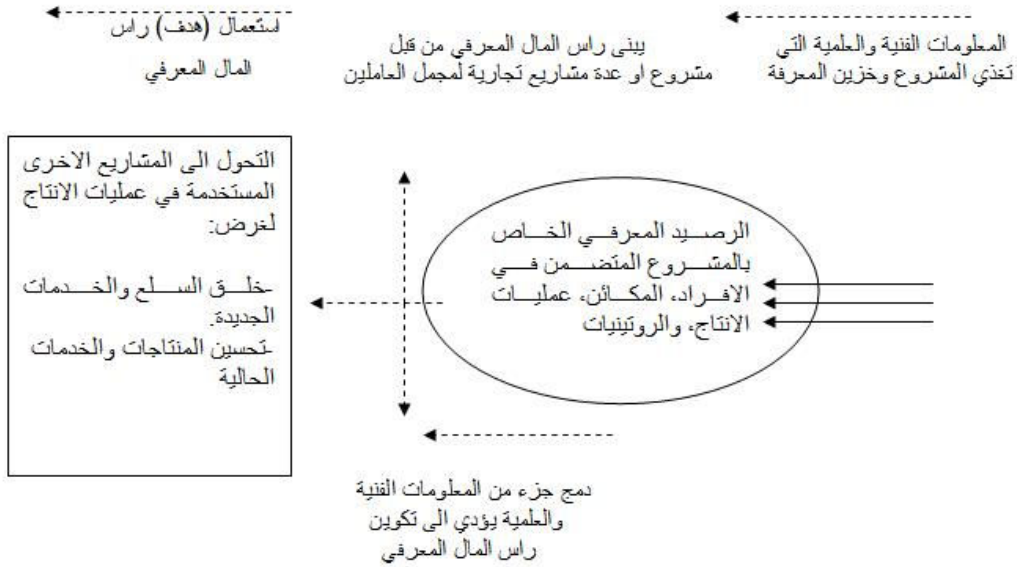 المعلومات الفنية والعلمية التي
تغذي المشروع وخزين المعرفة
يبنى راس المال المعرفي من قبل
مشروع او عدة مشاريع تجارية لمجمل العاملين
استعمال (هدف) راس
المال المعرفي
الرصيد المعرفي الخاص
بالمشروع المتضمن في
الافراد، المكائن، عمليات
الانتاج، والروتينيات
التحول الى المشاريع الاخرى
المستخدمة في عمليات الانتاج
لغرض:
-خلق السلع والخدمات
الجديدة.
-تحسين المنتاجات والخدمات
الحالية
دمج جزء من المعلومات الفنية
والعلمية يؤدي الى تكوين
راس المال المعرفي